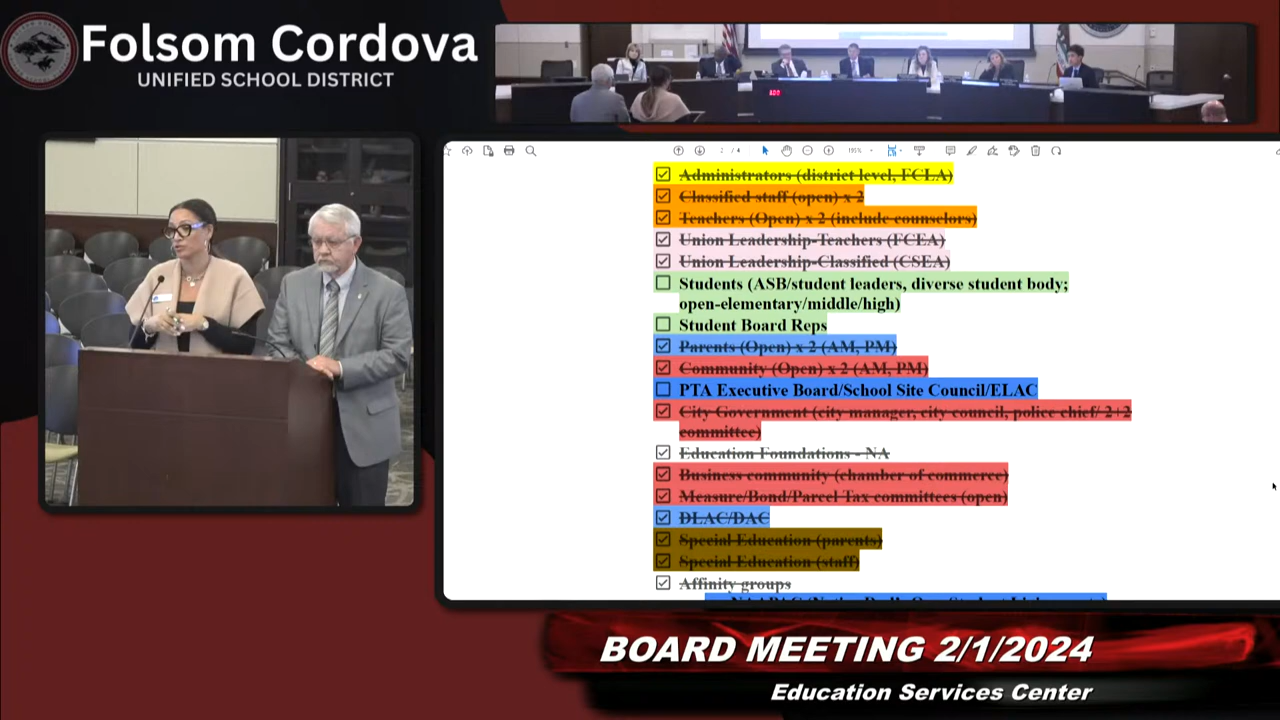 Folsom Cordova
UNIFIED SCHOOL DISTRICT
2 / 4
195%
Administrators (district level, FCLA)
Classified staff (open) x 2
Teachers (Open) x 2 (include counselors)
Union Leadership-Teachers (FCEA)
Union Leadership-Classified (CSEA)
Students (ASB/student leaders, diverse student body;
open-elementary/middle/high)
Student Board Reps
Parents (Open) x 2 (AM, PM)
Community (Open) x 2 (AM, PM)
PTA Executive Board/School Site Council/ELAC
City Government (city manager, city council, police chief/ 2+2
committee)
Education Foundations - NA
Business community (chamber of commerce)
Measure/Bond/Parcel Tax committees (open)
DLAC/DAC
Special Education (parents)
Special Education (staff)
Affinity groups
BOARD MEETING 2/1/2024
Education Services Center